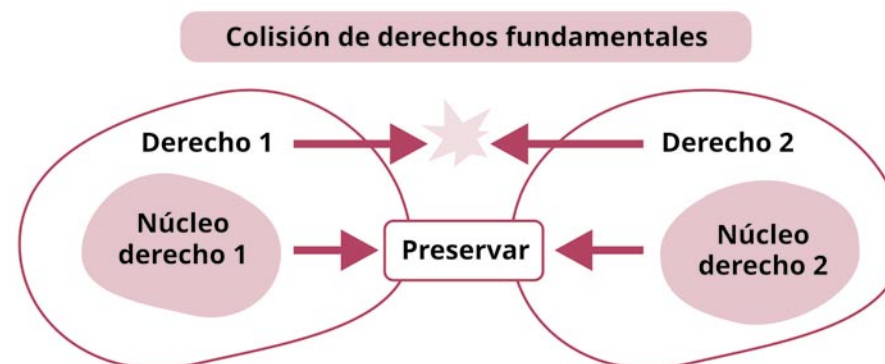 Colisión de derechos fundamentales
Derecho 1
Derecho 2
Núcleo
derecho 1
Preservar
Núcleo
derecho 2